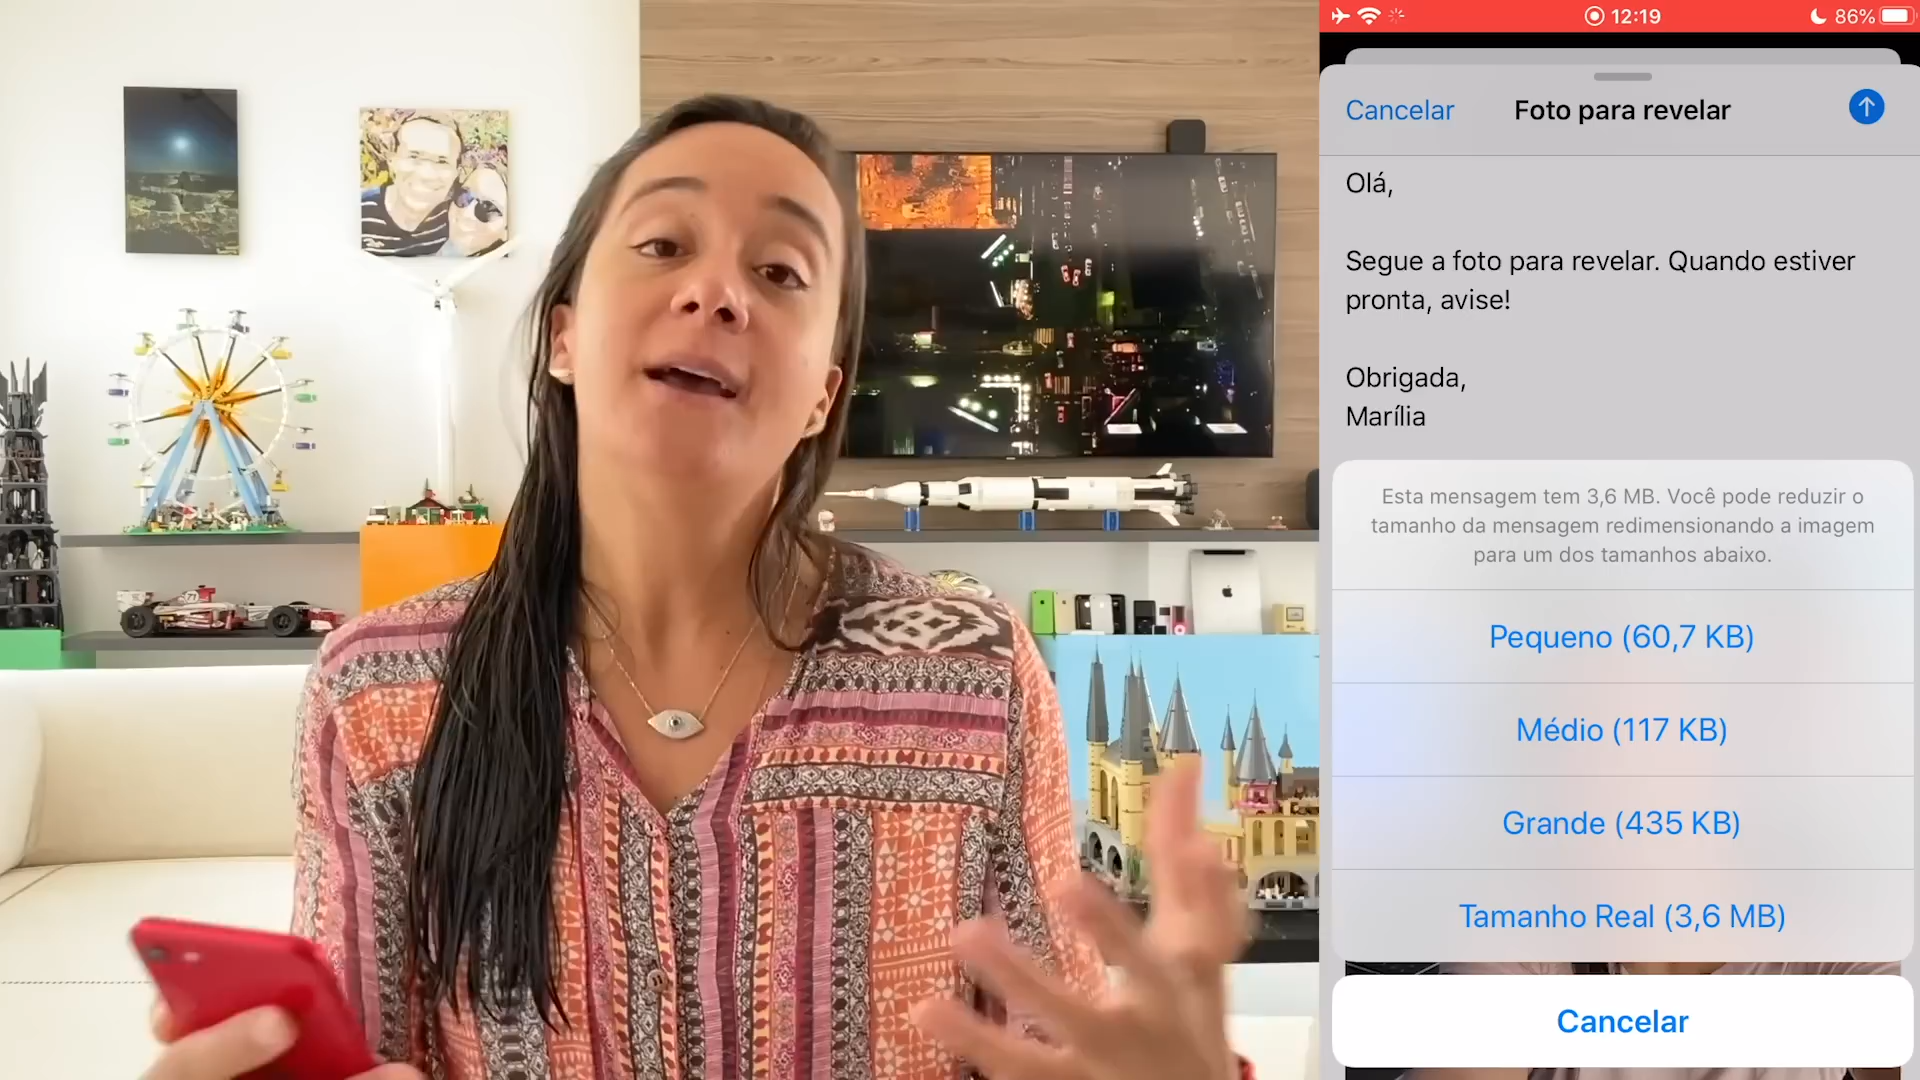 12:19
86%
Cancelar
Foto para revelar
Olá,
Segue a foto para revelar. Quando estiver
pronta, avise!
Obrigada,
Marília
Esta mensagem tem 3,6 MB. Você pode reduzir o
tamanho da mensagem redimensionando a imagem
para um dos tamanhos abaixo.
Pequeno (60,7 KB)
Médio (117 KB)
Grande (435 KB)
Tamanho Real (3,6 MB)
Cancelar